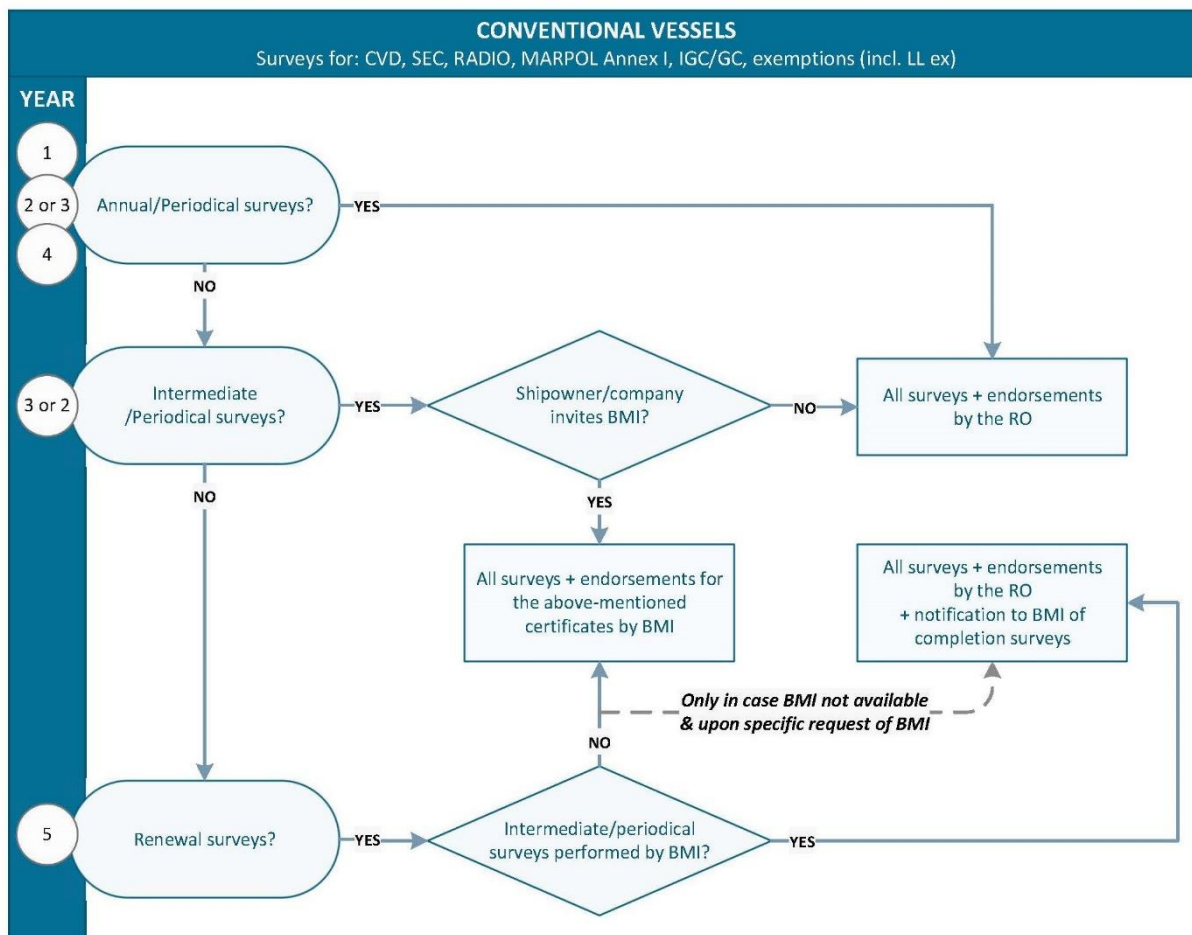 CONVENTIONAL VESSELS
Surveys for: CVD, SEC, RADIO, MARPOL Annex I, IGC/GC, exemptions (incl. LL ex)
YEAR
1
2 or 3
4
Annual/Periodical surveys?
YES
NO
3 or 2
Intermediate
/Periodical surveys?
YES
Shipowner/company
invites BMI?
NO
All surveys + endorsements
by the RO
NO
YES
All surveys + endorsements for
the above-mentioned
certificates by BMI
All surveys + endorsements
by the RO
+ notification to BMI of
completion surveys
Only in case BMI not available
& upon specific request of BMI
NO
5
Renewal surveys?
YES
Intermediate/periodical
surveys performed by BMI?
YES